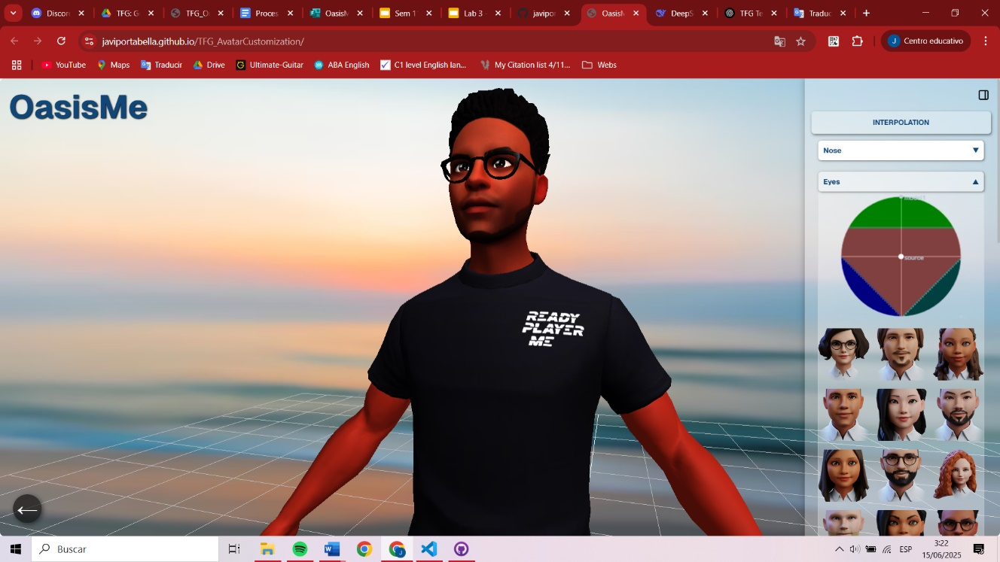 Discor
TFG: G
TFG_O
Proces
OasisM
Sem 1
Lab 3 -
javipor
OasisM
DeepS
TFG Te
Traduc
javiportabella.github.io/TFG_AvatarCustomization/
J Centro educativo
YouTube
Maps
Traducir
Drive
Ultimate-Guitar
ABA English
C1 level English lan...
My Citation list 4/11...
Webs
OasisMe
INTERPOLATION
Nose
Eyes
source
READY
PLAYER
ME
Buscar
ESP
3:22
15/06/2025